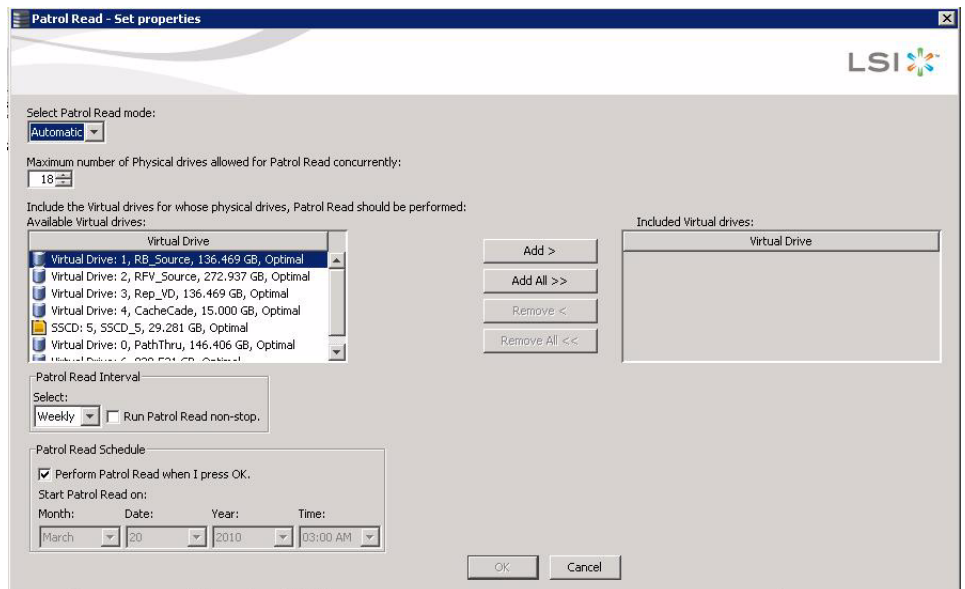 Patrol Read - Set properties
LSI
Select Patrol Read mode:
Automatic
Maximum number of Physical drives allowed for Patrol Read concurrently:
18
Include the Virtual drives for whose physical drives, Patrol Read should be performed:
Available Virtual drives:
Virtual Drive
Virtual Drive: 1, RB_Source, 136.469 GB, Optimal
Virtual Drive: 2, RFV_Source, 272.937 GB, Optimal
Virtual Drive: 3, Rep_VD, 136.469 GB, Optimal
Virtual Drive: 4, CacheCade, 15.000 GB, Optimal
SSCD: 5, SSCD_5, 29.281 GB, Optimal
Virtual Drive: 0, PathThru, 146.406 GB, Optimal
Add >
Add All >>
Remove <
Remove All <<
Included Virtual drives:
Virtual Drive
Patrol Read Interval
Select:
Weekly Run Patrol Read non-stop.
Patrol Read Schedule
Perform Patrol Read when I press OK.
Start Patrol Read on:
Month: Date: Year: Time:
March 20 2010 03:00 AM
OK Cancel